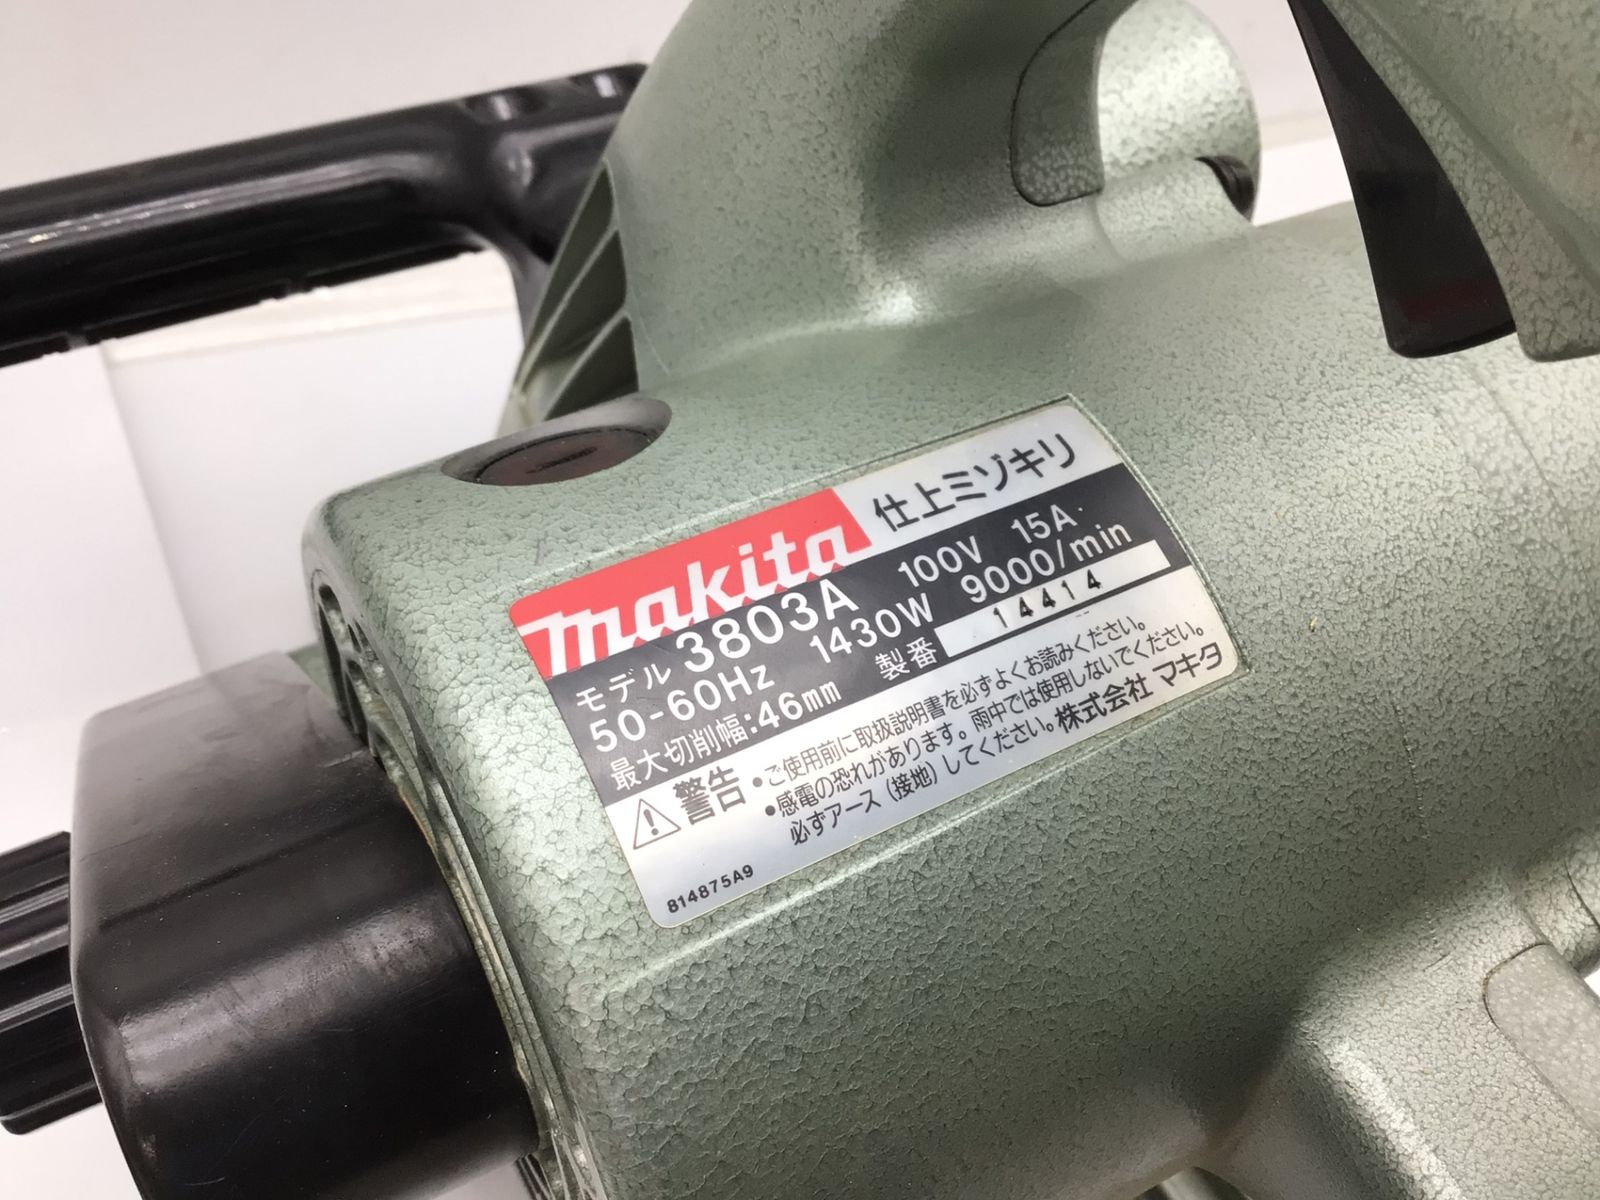 makita 仕上ミゾキリ
モデル 3803A 100V 15A
50-60Hz 1430W 9000/min
最大切削幅:46mm 製番 14414
警告 •ご使用前に取扱説明書を必ずよくお読みください。
•感電の恐れがあります。雨中では使用しないでください。
必ずアース(接地)してください。株式会社 マキタ
814875A9